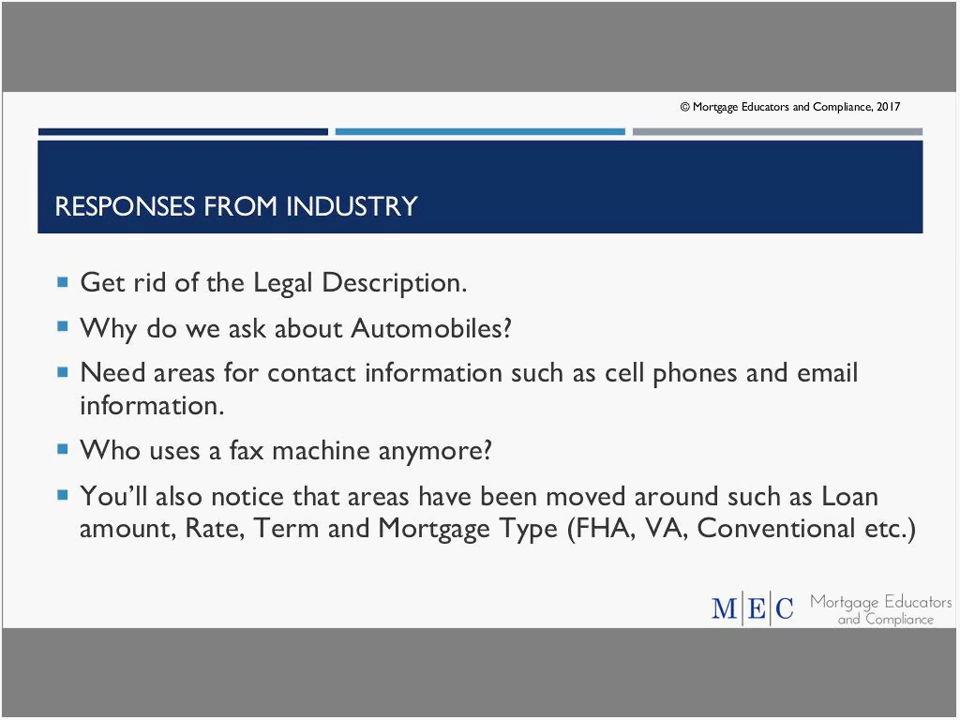 © Mortgage Educators and Compliance, 2017
RESPONSES FROM INDUSTRY
Get rid of the Legal Description.
Why do we ask about Automobiles?
Need areas for contact information such as cell phones and email
information.
Who uses a fax machine anymore?
You’ll also notice that areas have been moved around such as Loan
amount, Rate, Term and Mortgage Type (FHA, VA, Conventional etc.)
M|E|C Mortgage Educators
and Compliance